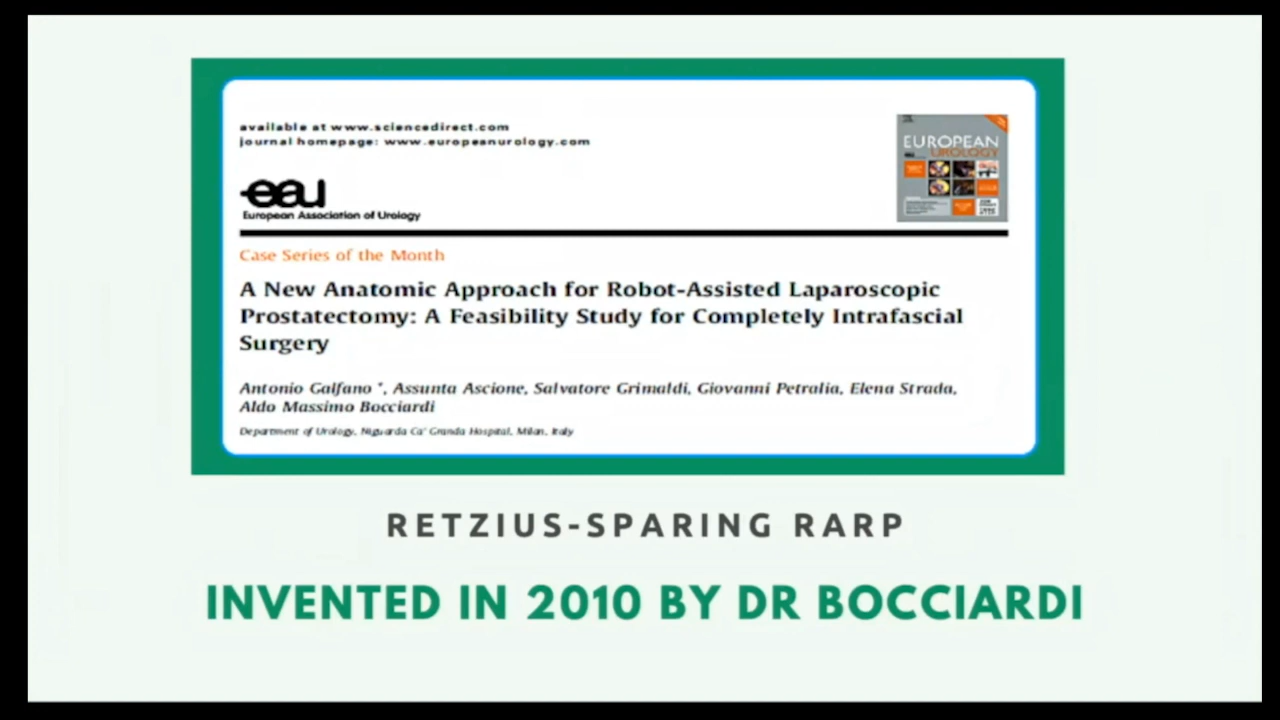 available at www.sciencedirect.com
journal homepage: www.europeanurology.com
EUROPEAN
UROLOGY
eau
European Association of Urology
Case Series of the Month
A New Anatomic Approach for Robot-Assisted Laparoscopic
Prostatectomy: A Feasibility Study for Completely Intrafascial
Surgery
Antonio Galfano *, Assunta Ascione, Salvatore Grimaldi, Giovanni Petralia, Elena Strada,
Aldo Massimo Bocciardi
Department of Urology, Niguarda Ca' Granda Hospital, Milan, Italy
RETZIUS-SPARING RARP
INVENTED IN 2010 BY DR BOCCIARDI